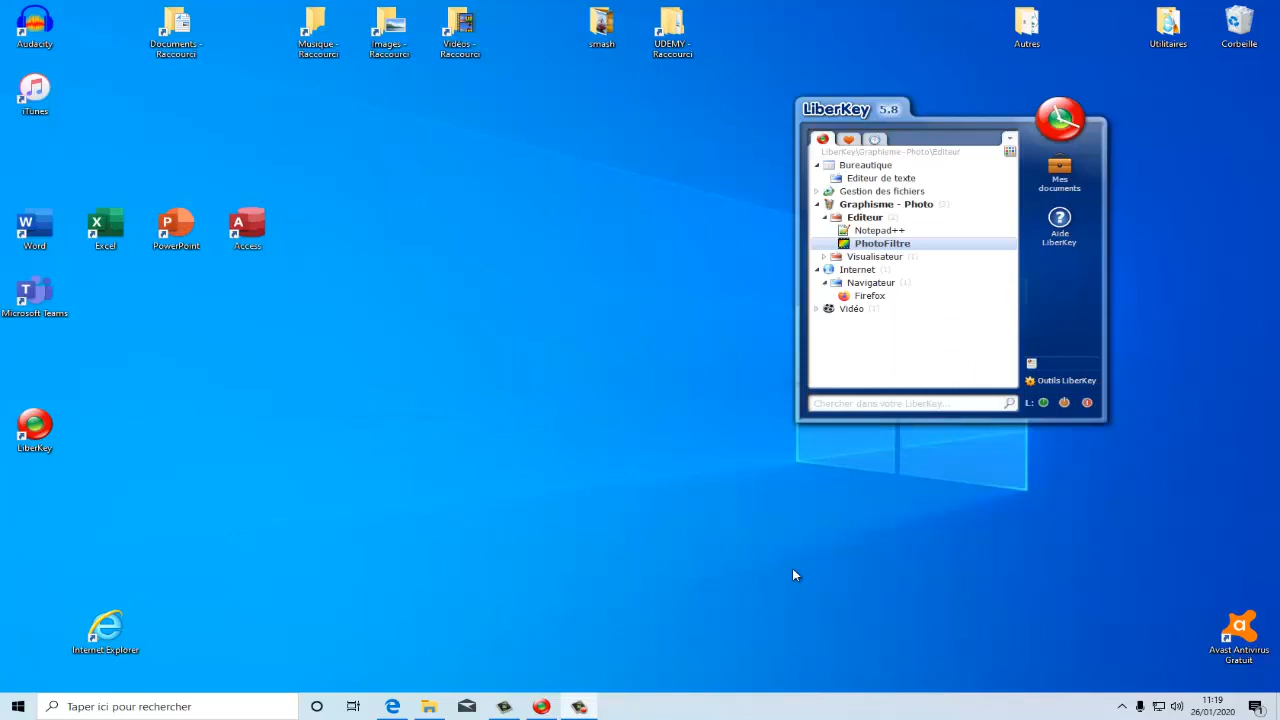 Audacity
Documents -
Raccourci
Musique -
Raccourci
Images -
Raccourci
Vidéos -
Raccourci
smash
UDEMY -
Raccourci
Autres
Utilitaires
Corbeille
iTunes
LiberKey 5.8
LiberKey\Graphisme - Photo\Editeur
Bureautique
Editeur de texte
Gestion des fichiers
Graphisme - Photo (2)
Editeur (2)
Notepad++
PhotoFiltre
Visualisateur (1)
Internet (1)
Navigateur (1)
Firefox
Vidéo (1)
Chercher dans votre LiberKey...
Mes
documents
Aide
LiberKey
Outils LiberKey
L:
Word
Excel
PowerPoint
Access
Microsoft Teams
LiberKey
Internet Explorer
Avast Antivirus
Gratuit
Taper ici pour rechercher
11:19
26/01/2020